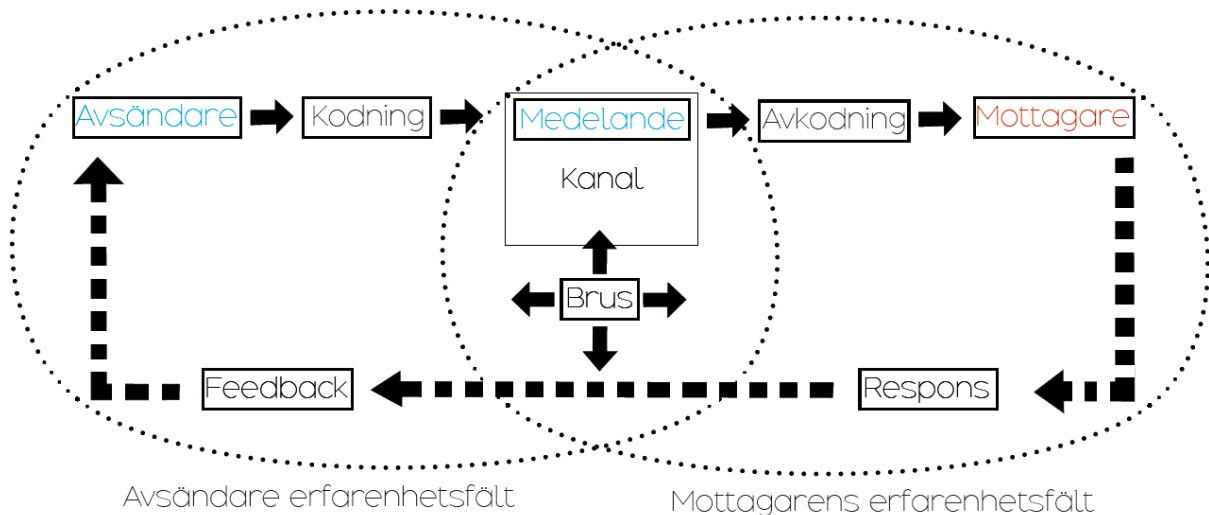 Avsändare
Kodning
Medelande
Avkodning
Mottagare
Kanal
Brus
Feedback
Respons
Avsändare erfarenhetsfält
Mottagarens erfarenhetsfält